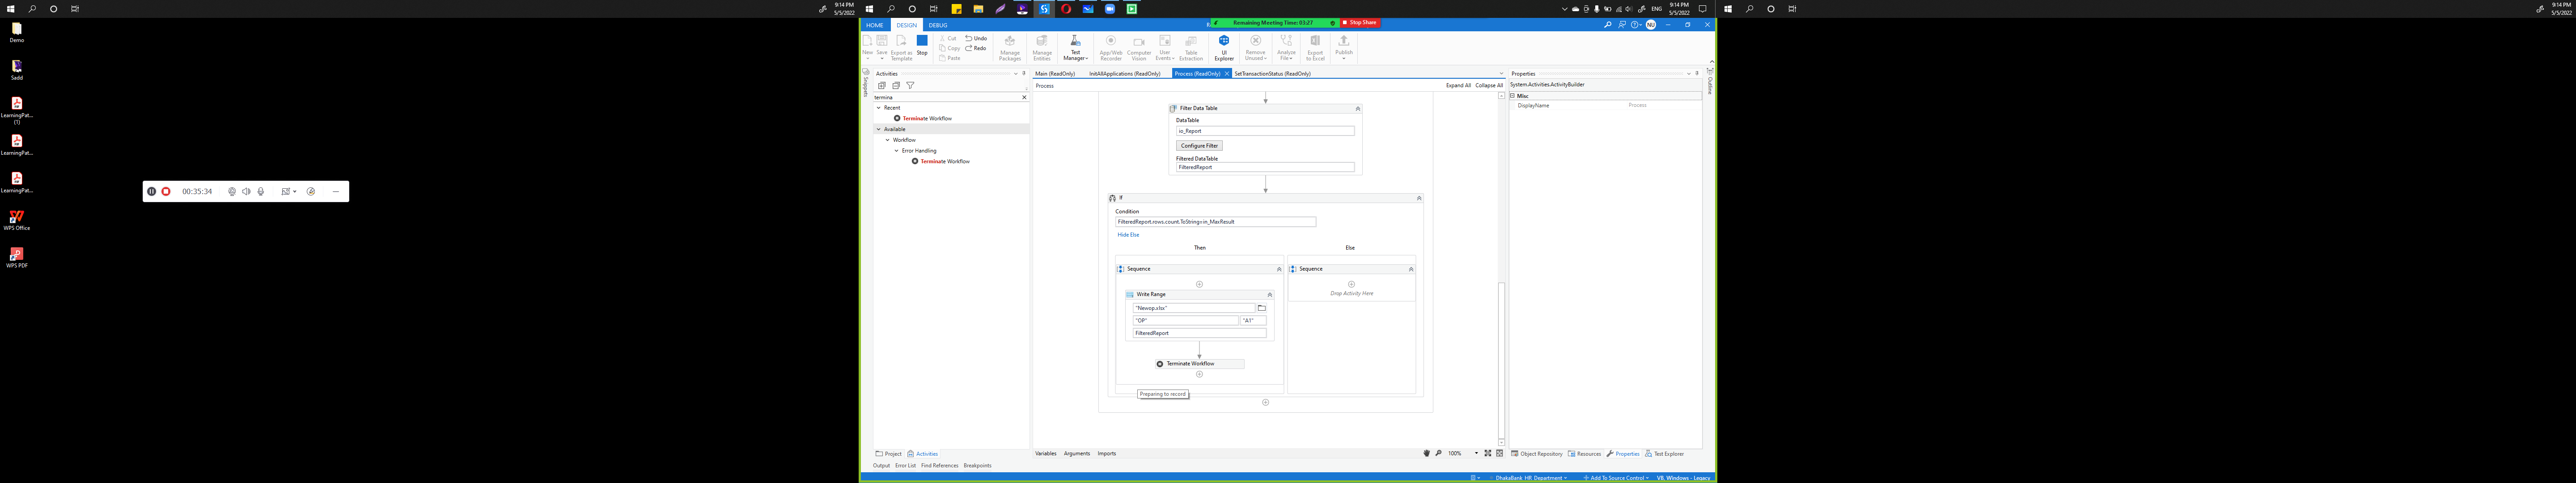 9:14 PM
5/5/2022
9:14 PM
5/5/2022
ENG
9:14 PM
5/5/2022
9:14 PM
5/5/2022
Demo
Sadd
LearningPat...
(1)
LearningPat...
LearningPat...
WPS Office
WPS PDF
00:35:34
HOME
DESIGN
DEBUG
Remaining Meeting Time: 03:27
Stop Share
NU
New
Save
Export as
Template
Stop
Cut
Copy
Paste
Undo
Redo
Manage
Packages
Manage
Entities
Test
Manager
App/Web
Recorder
Computer
Vision
User
Events
Table
Extraction
UI
Explorer
Remove
Unused
Analyze
File
Export
to Excel
Publish
Snippets
Activities
termina
Recent
Terminate Workflow
Available
Workflow
Error Handling
Terminate Workflow
Main (ReadOnly)
InitAllApplications (ReadOnly)
Process (ReadOnly)
SetTransactionStatus (ReadOnly)
Process
Expand All
Collapse All
Filter Data Table
DataTable
io_Report
Configure Filter
Filtered DataTable
FilteredReport
If
Condition
FilteredReport.rows.count.ToString=in_MaxResult
Hide Else
Then
Else
Sequence
Sequence
Drop Activity Here
Write Range
"Newop.xlsx"
"OP"
"A1"
FilteredReport
Terminate Workflow
Preparing to record
Properties
System.Activities.ActivityBuilder
Misc
DisplayName
Process
Outline
Project
Activities
Variables
Arguments
Imports
100%
Object Repository
Resources
Properties
Test Explorer
Output
Error List
Find References
Breakpoints
DhakaBank_HR_Department
Add To Source Control
VB, Windows - Legacy